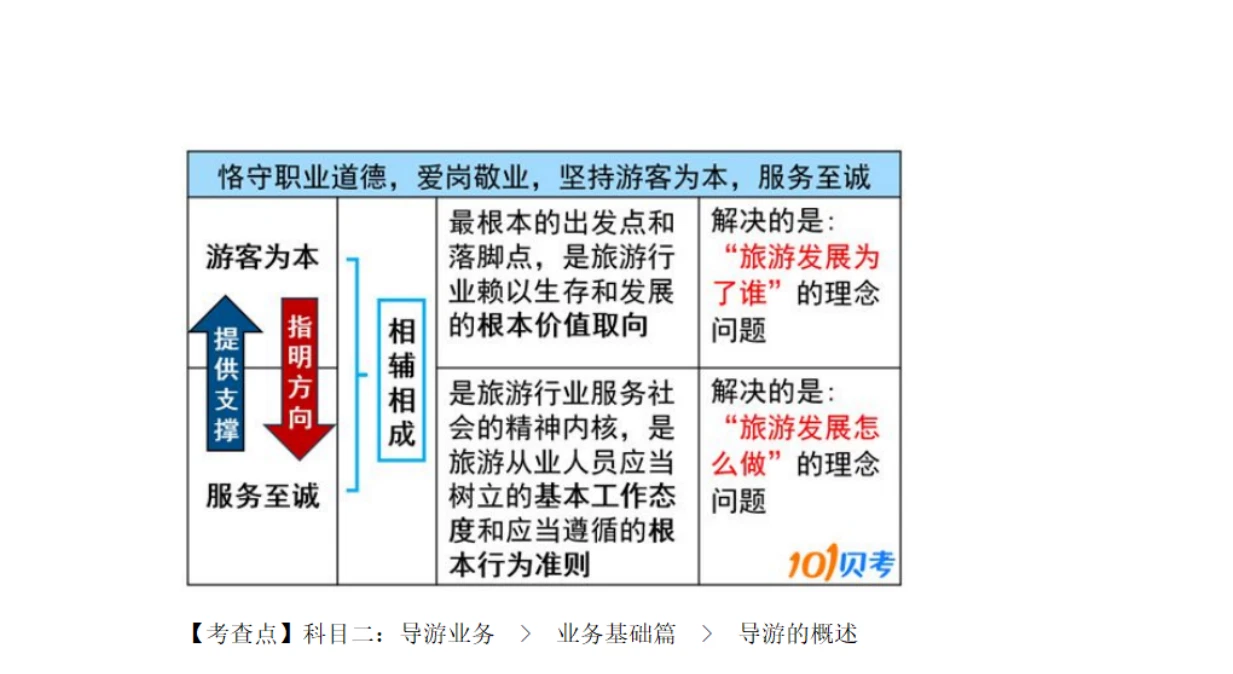 恪守职业道德，爱岗敬业，坚持游客为本，服务至诚
游客为本
提供支撑
指明方向
服务至诚
相辅相成
最根本的出发点和
落脚点，是旅游行
业赖以生存和发展
的根本价值取向
解决的是：
“旅游发展为
了谁”的理念
问题
是旅游行业服务社
会的精神内核，是
旅游从业人员应当
树立的基本工作态
度和应当遵循的根
本行为准则
解决的是：
“旅游发展怎
么做”的理念
问题
101贝考
【考查点】科目二：导游业务 > 业务基础篇 > 导游的概述